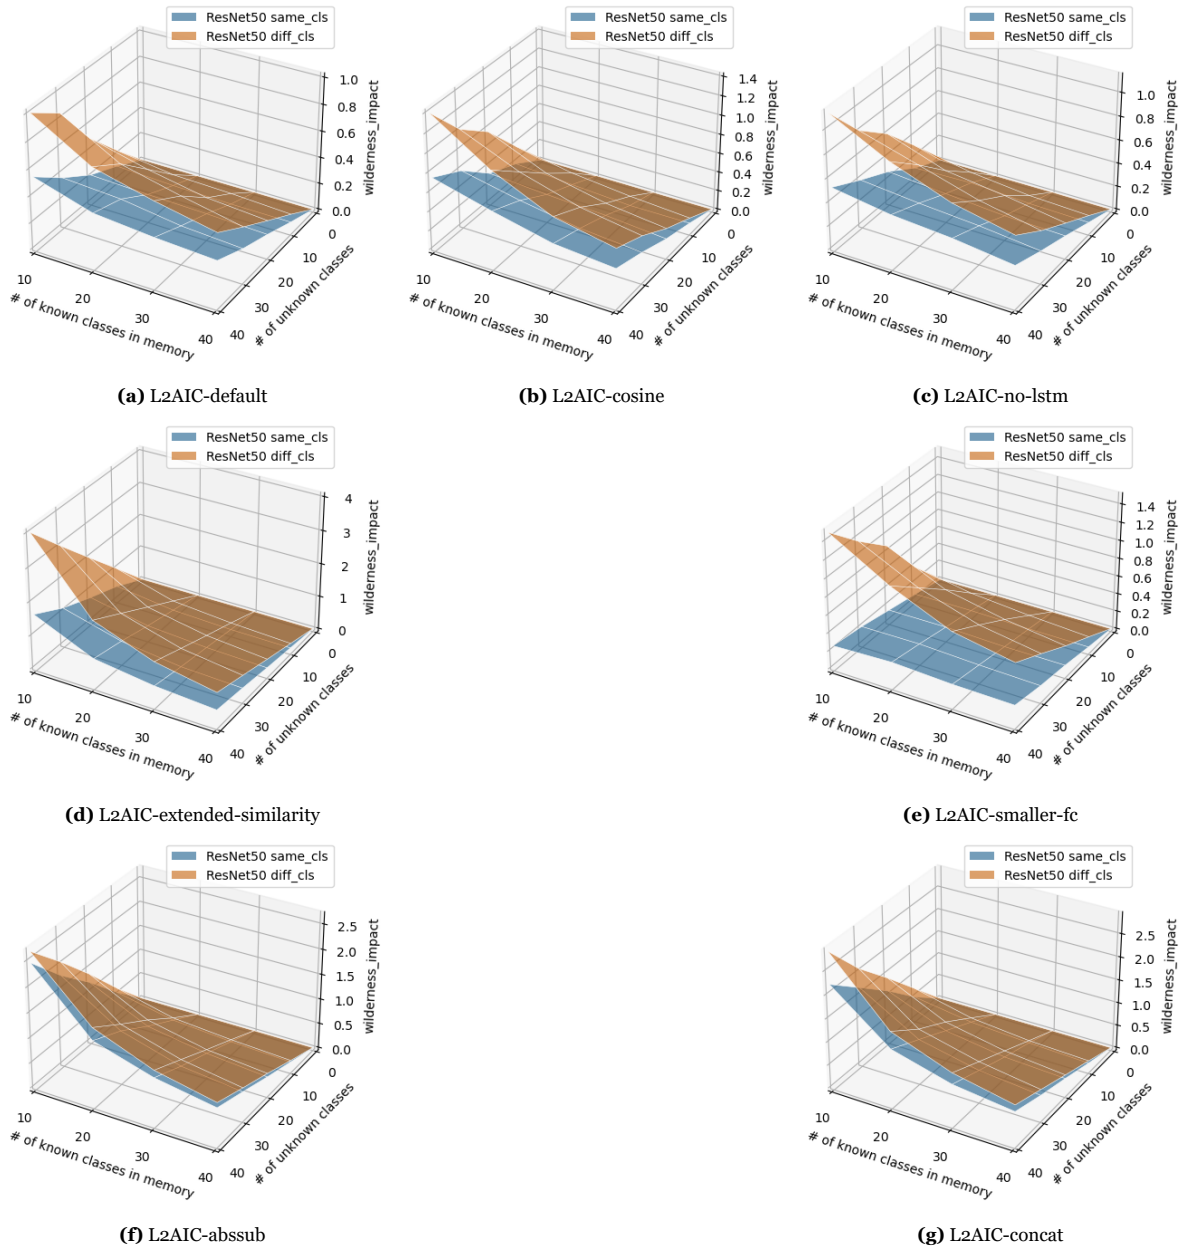 ResNet50 same_cls
ResNet50 diff_cls
1.0
0.8
0.6
0.4
0.2
0.0
wilderness_impact
0
10
20
30
40
# of unknown classes
10
20
30
40
# of known classes in memory
(a) L2AIC-default
ResNet50 same_cls
ResNet50 diff_cls
1.4
1.2
1.0
0.8
0.6
0.4
0.2
0.0
wilderness_impact
0
10
20
30
40
# of unknown classes
10
20
30
40
# of known classes in memory
(b) L2AIC-cosine
ResNet50 same_cls
ResNet50 diff_cls
1.0
0.8
0.6
0.4
0.2
0.0
wilderness_impact
0
10
20
30
40
# of unknown classes
10
20
30
40
# of known classes in memory
(c) L2AIC-no-lstm
ResNet50 same_cls
ResNet50 diff_cls
4
3
2
1
0
wilderness_impact
0
10
20
30
40
# of unknown classes
10
20
30
40
# of known classes in memory
(d) L2AIC-extended-similarity
ResNet50 same_cls
ResNet50 diff_cls
1.4
1.2
1.0
0.8
0.6
0.4
0.2
0.0
wilderness_impact
0
10
20
30
40
# of unknown classes
10
20
30
40
# of known classes in memory
(e) L2AIC-smaller-fc
ResNet50 same_cls
ResNet50 diff_cls
2.5
2.0
1.5
1.0
0.5
0.0
wilderness_impact
0
10
20
30
40
# of unknown classes
10
20
30
40
# of known classes in memory
(f) L2AIC-abssub
ResNet50 same_cls
ResNet50 diff_cls
2.5
2.0
1.5
1.0
0.5
0.0
wilderness_impact
0
10
20
30
40
# of unknown classes
10
20
30
40
# of known classes in memory
(g) L2AIC-concat